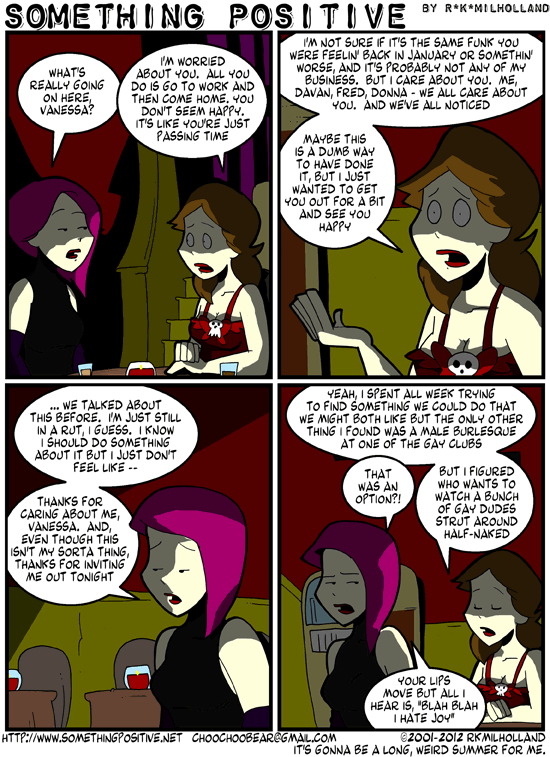 SOMETHING POSITIVE BY R*K*MILHOLLAND
WHAT'S
REALLY GOING
ON HERE,
VANESSA?
I'M WORRIED
ABOUT YOU. ALL YOU
DO IS GO TO WORK AND
THEN COME HOME. YOU
DON'T SEEM HAPPY.
IT'S LIKE YOU'RE JUST
PASSING TIME
I'M NOT SURE IF IT'S THE SAME FUNK YOU
WERE FEELIN' BACK IN JANUARY OR SOMETHIN'
WORSE, AND IT'S PROBABLY NOT ANY OF MY
BUSINESS. BUT I CARE ABOUT YOU. ME,
DAVAN, FRED, DONNA - WE ALL CARE ABOUT
YOU. AND WE'VE ALL NOTICED
MAYBE THIS
IS A DUMB WAY
TO HAVE DONE
IT, BUT I JUST
WANTED TO GET
YOU OUT FOR A BIT
AND SEE YOU
HAPPY
... WE TALKED ABOUT
THIS BEFORE. I'M JUST STILL
IN A RUT, I GUESS. I KNOW
I SHOULD DO SOMETHING
ABOUT IT BUT I JUST DON'T
FEEL LIKE --
THANKS FOR
CARING ABOUT ME,
VANESSA. AND,
EVEN THOUGH THIS
ISN'T MY SORTA THING,
THANKS FOR INVITING
ME OUT TONIGHT
YEAH, I SPENT ALL WEEK TRYING
TO FIND SOMETHING WE COULD DO THAT
WE MIGHT BOTH LIKE BUT THE ONLY OTHER
THING I FOUND WAS A MALE BURLESQUE
AT ONE OF THE GAY CLUBS
THAT
WAS AN
OPTION?!
BUT I FIGURED
WHO WANTS TO
WATCH A BUNCH
OF GAY DUDES
STRUT AROUND
HALF-NAKED
YOUR LIPS
MOVE BUT ALL I
HEAR IS, "BLAH BLAH
I HATE JOY"
HTTP://WWW.SOMETHINGPOSITIVE.NET CHOOCHOOBEAR@GMAIL.COM ©2001-2012 RKMILHOLLAND
IT'S GONNA BE A LONG, WEIRD SUMMER FOR ME.